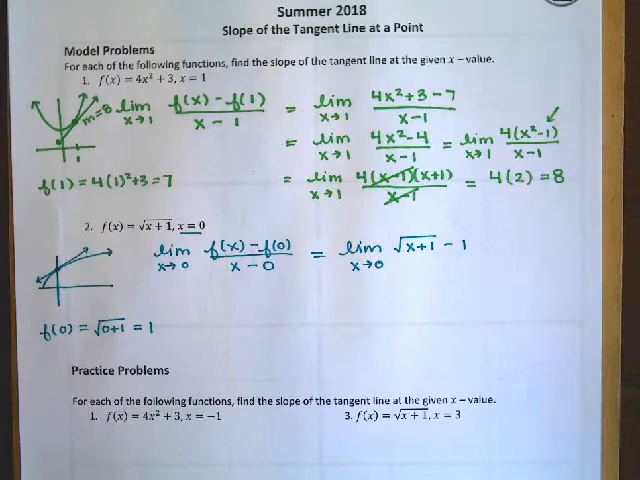 Summer 2018
Slope of the Tangent Line at a Point
Model Problems
For each of the following functions, find the slope of the tangent line at the given x – value.
1. f(x) = 4x² + 3, x = 1
m=8 lim x→1 (f(x) - f(1))/(x - 1) = lim x→1 (4x²+3-7)/(x-1)
= lim x→1 (4x²-4)/(x-1) = lim x→1 4(x²-1)/(x-1)
1
f(1) = 4(1)²+3 = 7 = lim x→1 4(x-1)(x+1)/(x-1) = 4(2) = 8
2. f(x) = √(x + 1), x = 0
lim x→0 (f(x) - f(0))/(x - 0) = lim x→0 √(x+1) - 1
f(0) = √(0+1) = 1
Practice Problems
For each of the following functions, find the slope of the tangent line at the given x – value.
1. f(x) = 4x² + 3, x = −1 3. f(x) = √(x + 1), x = 3